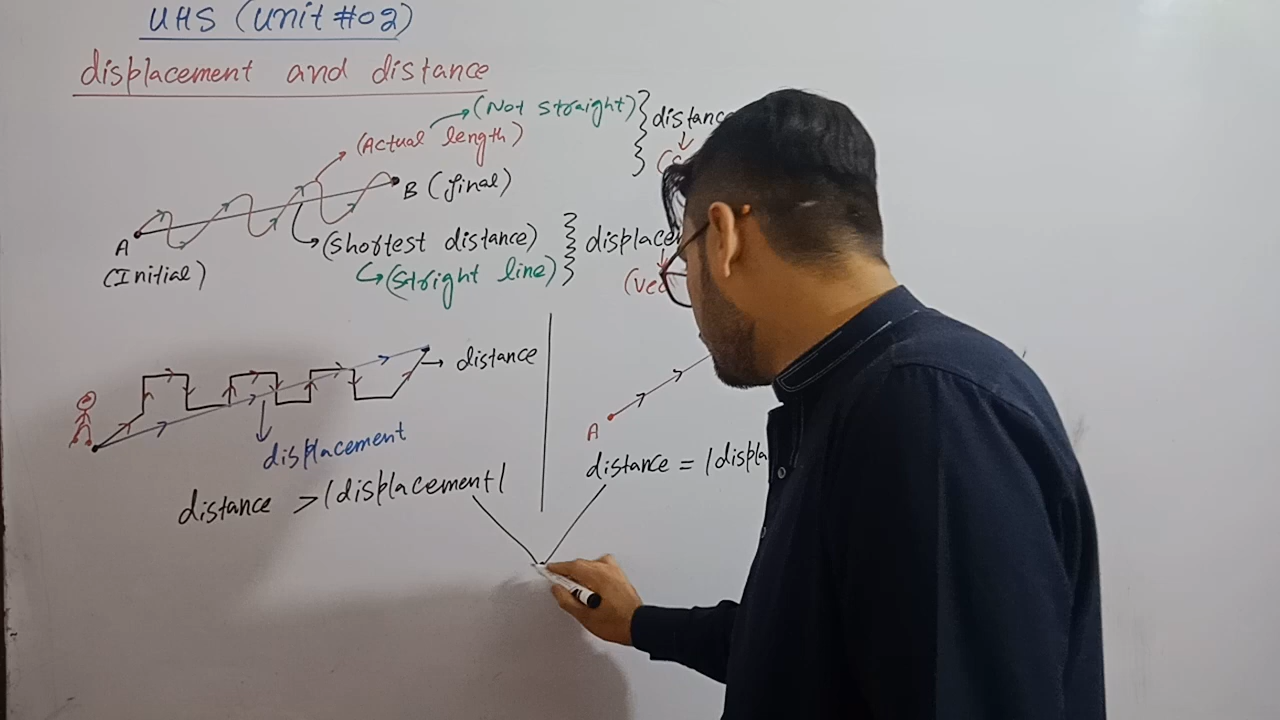 UHS (Unit #02)
displacement and distance
(Not straight)
distanc
(Actual length)
B (final)
A
(Initial)
(Shortest distance)
displace
(Stright line)
(vec
distance
displacement
distance > |displacement|
A
distance = |displa